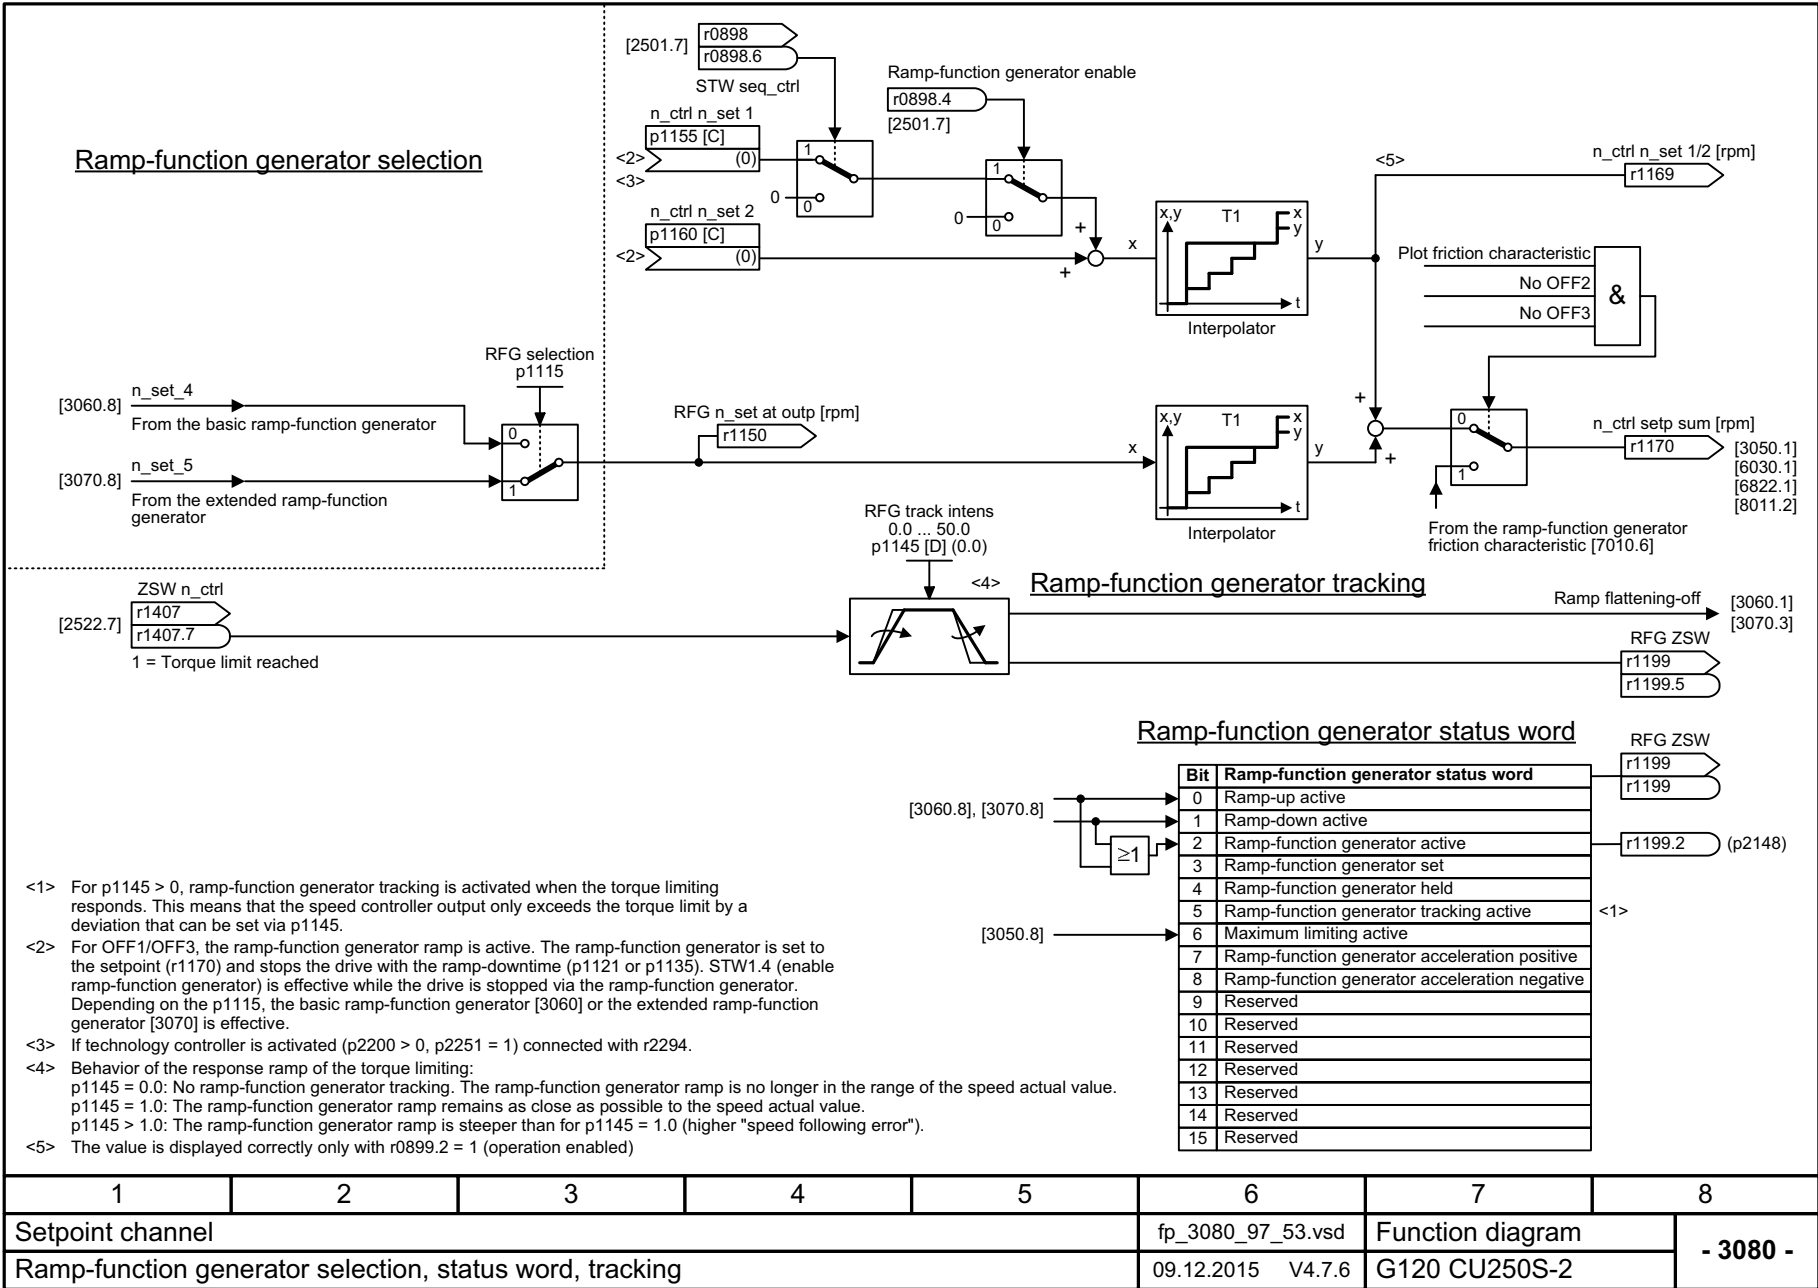 Ramp-function generator selection
[2501.7]
r0898
r0898.6
STW seq_ctrl
Ramp-function generator enable
r0898.4
[2501.7]
n_ctrl n_set 1
p1155 [C]
<2>
(0)
<3>
1
0
0
1
0
0
n_ctrl n_set 2
p1160 [C]
<2>
(0)
+
+
x
x,y
T1
x
y
t
y
Interpolator
<5>
n_ctrl n_set 1/2 [rpm]
r1169
Plot friction characteristic
No OFF2
No OFF3
&
RFG selection
p1115
[3060.8]
n_set_4
From the basic ramp-function generator
0
[3070.8]
n_set_5
From the extended ramp-function
generator
1
RFG n_set at outp [rpm]
r1150
x
x,y
T1
x
y
t
y
Interpolator
+
+
0
1
n_ctrl setp sum [rpm]
r1170
[3050.1]
[6030.1]
[6822.1]
[8011.2]
From the ramp-function generator
friction characteristic [7010.6]
RFG track intens
0.0 ... 50.0
p1145 [D] (0.0)
<4>
Ramp-function generator tracking
ZSW n_ctrl
[2522.7]
r1407
r1407.7
1 = Torque limit reached
Ramp flattening-off
[3060.1]
[3070.3]
RFG ZSW
r1199
r1199.5
Ramp-function generator status word
RFG ZSW
r1199
r1199
[3060.8], [3070.8]
≥1
[3050.8]
Bit Ramp-function generator status word
0 Ramp-up active
1 Ramp-down active
2 Ramp-function generator active
r1199.2
(p2148)
3 Ramp-function generator set
4 Ramp-function generator held
5 Ramp-function generator tracking active
<1>
6 Maximum limiting active
7 Ramp-function generator acceleration positive
8 Ramp-function generator acceleration negative
9 Reserved
10 Reserved
11 Reserved
12 Reserved
13 Reserved
14 Reserved
15 Reserved
<1> For p1145 > 0, ramp-function generator tracking is activated when the torque limiting
responds. This means that the speed controller output only exceeds the torque limit by a
deviation that can be set via p1145.
<2> For OFF1/OFF3, the ramp-function generator ramp is active. The ramp-function generator is set to
the setpoint (r1170) and stops the drive with the ramp-downtime (p1121 or p1135). STW1.4 (enable
ramp-function generator) is effective while the drive is stopped via the ramp-function generator.
Depending on the p1115, the basic ramp-function generator [3060] or the extended ramp-function
generator [3070] is effective.
<3> If technology controller is activated (p2200 > 0, p2251 = 1) connected with r2294.
<4> Behavior of the response ramp of the torque limiting:
p1145 = 0.0: No ramp-function generator tracking. The ramp-function generator ramp is no longer in the range of the speed actual value.
p1145 = 1.0: The ramp-function generator ramp remains as close as possible to the speed actual value.
p1145 > 1.0: The ramp-function generator ramp is steeper than for p1145 = 1.0 (higher "speed following error").
<5> The value is displayed correctly only with r0899.2 = 1 (operation enabled)
1 2 3 4 5 6 7 8
Setpoint channel
fp_3080_97_53.vsd
Function diagram
- 3080 -
Ramp-function generator selection, status word, tracking
09.12.2015 V4.7.6
G120 CU250S-2